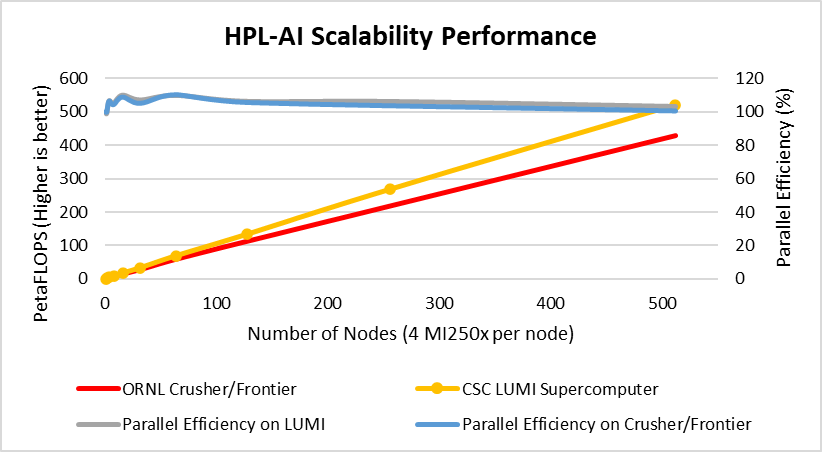 HPL-AI Scalability Performance
PetaFLOPS (Higher is better)
600
500
400
300
200
100
0
120
100
80
60
40
20
0
Parallel Efficiency (%)
0
100
200
300
400
500
Number of Nodes (4 MI250x per node)
ORNL Crusher/Frontier
CSC LUMI Supercomputer
Parallel Efficiency on LUMI
Parallel Efficiency on Crusher/Frontier